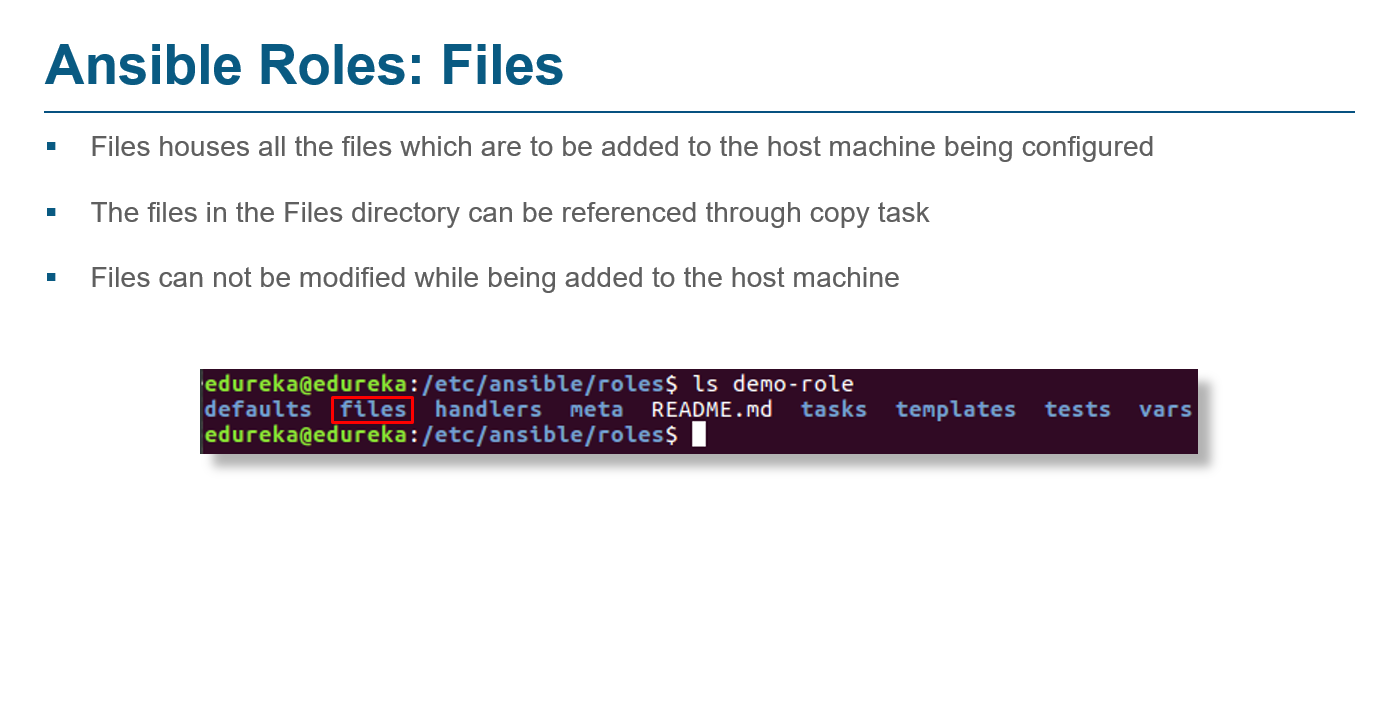 Ansible Roles: Files
▪ Files houses all the files which are to be added to the host machine being configured
▪ The files in the Files directory can be referenced through copy task
▪ Files can not be modified while being added to the host machine
edureka@edureka:/etc/ansible/roles$ ls demo-role
defaults files handlers meta README.md tasks templates tests vars
edureka@edureka:/etc/ansible/roles$